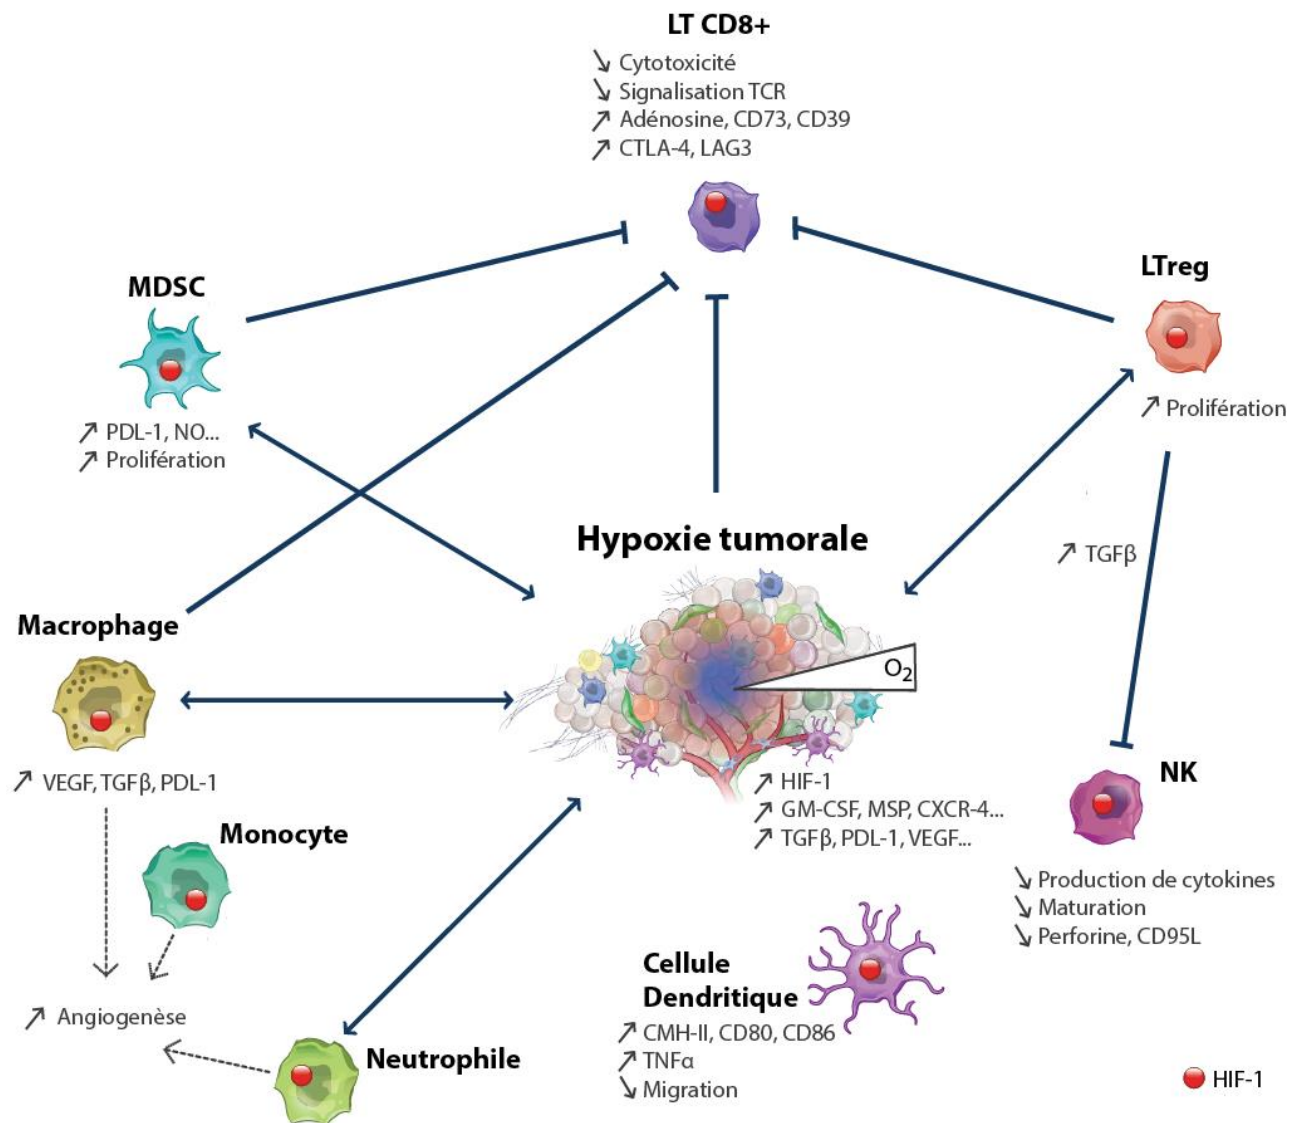 LT CD8+
↘ Cytotoxicité
↘ Signalisation TCR
↗ Adénosine, CD73, CD39
↗ CTLA-4, LAG3
MDSC
↗ PDL-1, NO...
↗ Prolifération
LTreg
↗ Prolifération
↗ TGFβ
Hypoxie tumorale
O₂
↗ HIF-1
↗ GM-CSF, MSP, CXCR-4...
↗ TGFβ, PDL-1, VEGF...
Macrophage
↗ VEGF, TGFβ, PDL-1
Monocyte
↗ Angiogenèse
Neutrophile
Cellule
Dendritique
↗ CMH-II, CD80, CD86
↗ TNFα
↘ Migration
NK
↘ Production de cytokines
↘ Maturation
↘ Perforine, CD95L
HIF-1